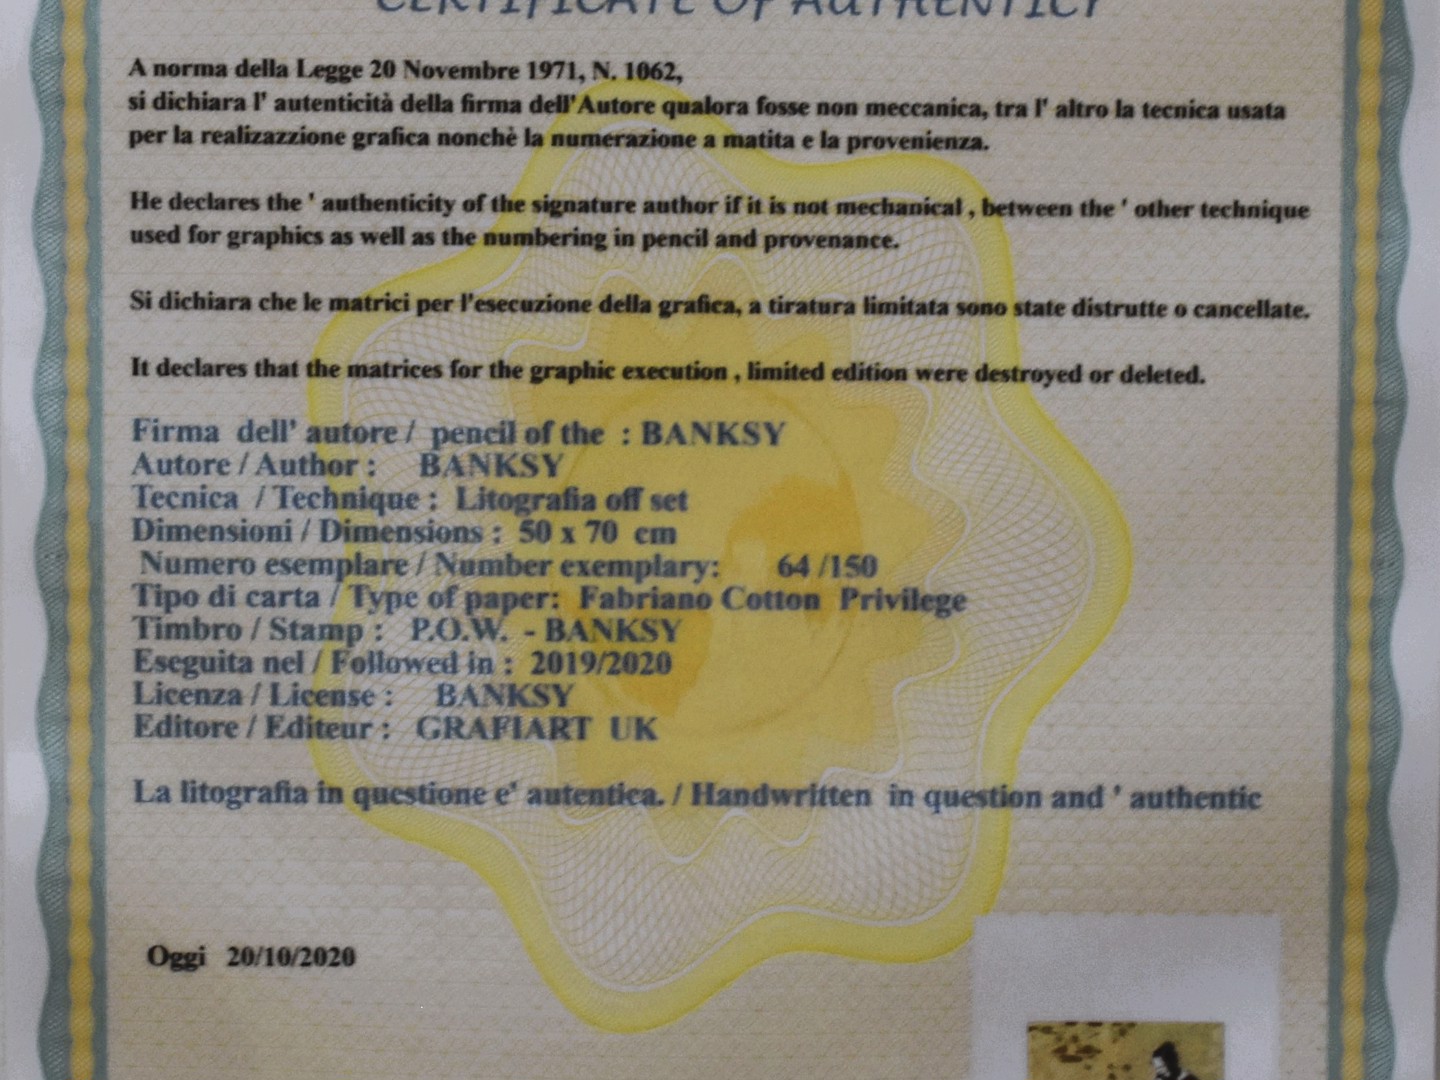 CERTIFICATE OF AUTHENTICY
A norma della Legge 20 Novembre 1971, N. 1062,
si dichiara l' autenticità della firma dell'Autore qualora fosse non meccanica, tra l' altro la tecnica usata
per la realizazzione grafica nonchè la numerazione a matita e la provenienza.
He declares the ' authenticity of the signature author if it is not mechanical , between the ' other technique
used for graphics as well as the numbering in pencil and provenance.
Si dichiara che le matrici per l'esecuzione della grafica, a tiratura limitata sono state distrutte o cancellate.
It declares that the matrices for the graphic execution , limited edition were destroyed or deleted.
Firma dell' autore / pencil of the : BANKSY
Autore / Author : BANKSY
Tecnica / Technique : Litografia off set
Dimensioni / Dimensions : 50 x 70 cm
Numero esemplare / Number exemplary: 64 /150
Tipo di carta / Type of paper: Fabriano Cotton Privilege
Timbro / Stamp : P.O.W. - BANKSY
Eseguita nel / Followed in : 2019/2020
Licenza / License : BANKSY
Editore / Editeur : GRAFIART UK
La litografia in questione e' autentica. / Handwritten in question and ' authentic
Oggi 20/10/2020